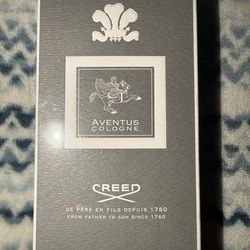 AVENTUS
COLOGNE
CREED
DE PÈRE EN FILS DEPUIS 1760
FROM FATHER TO SON SINCE 1760